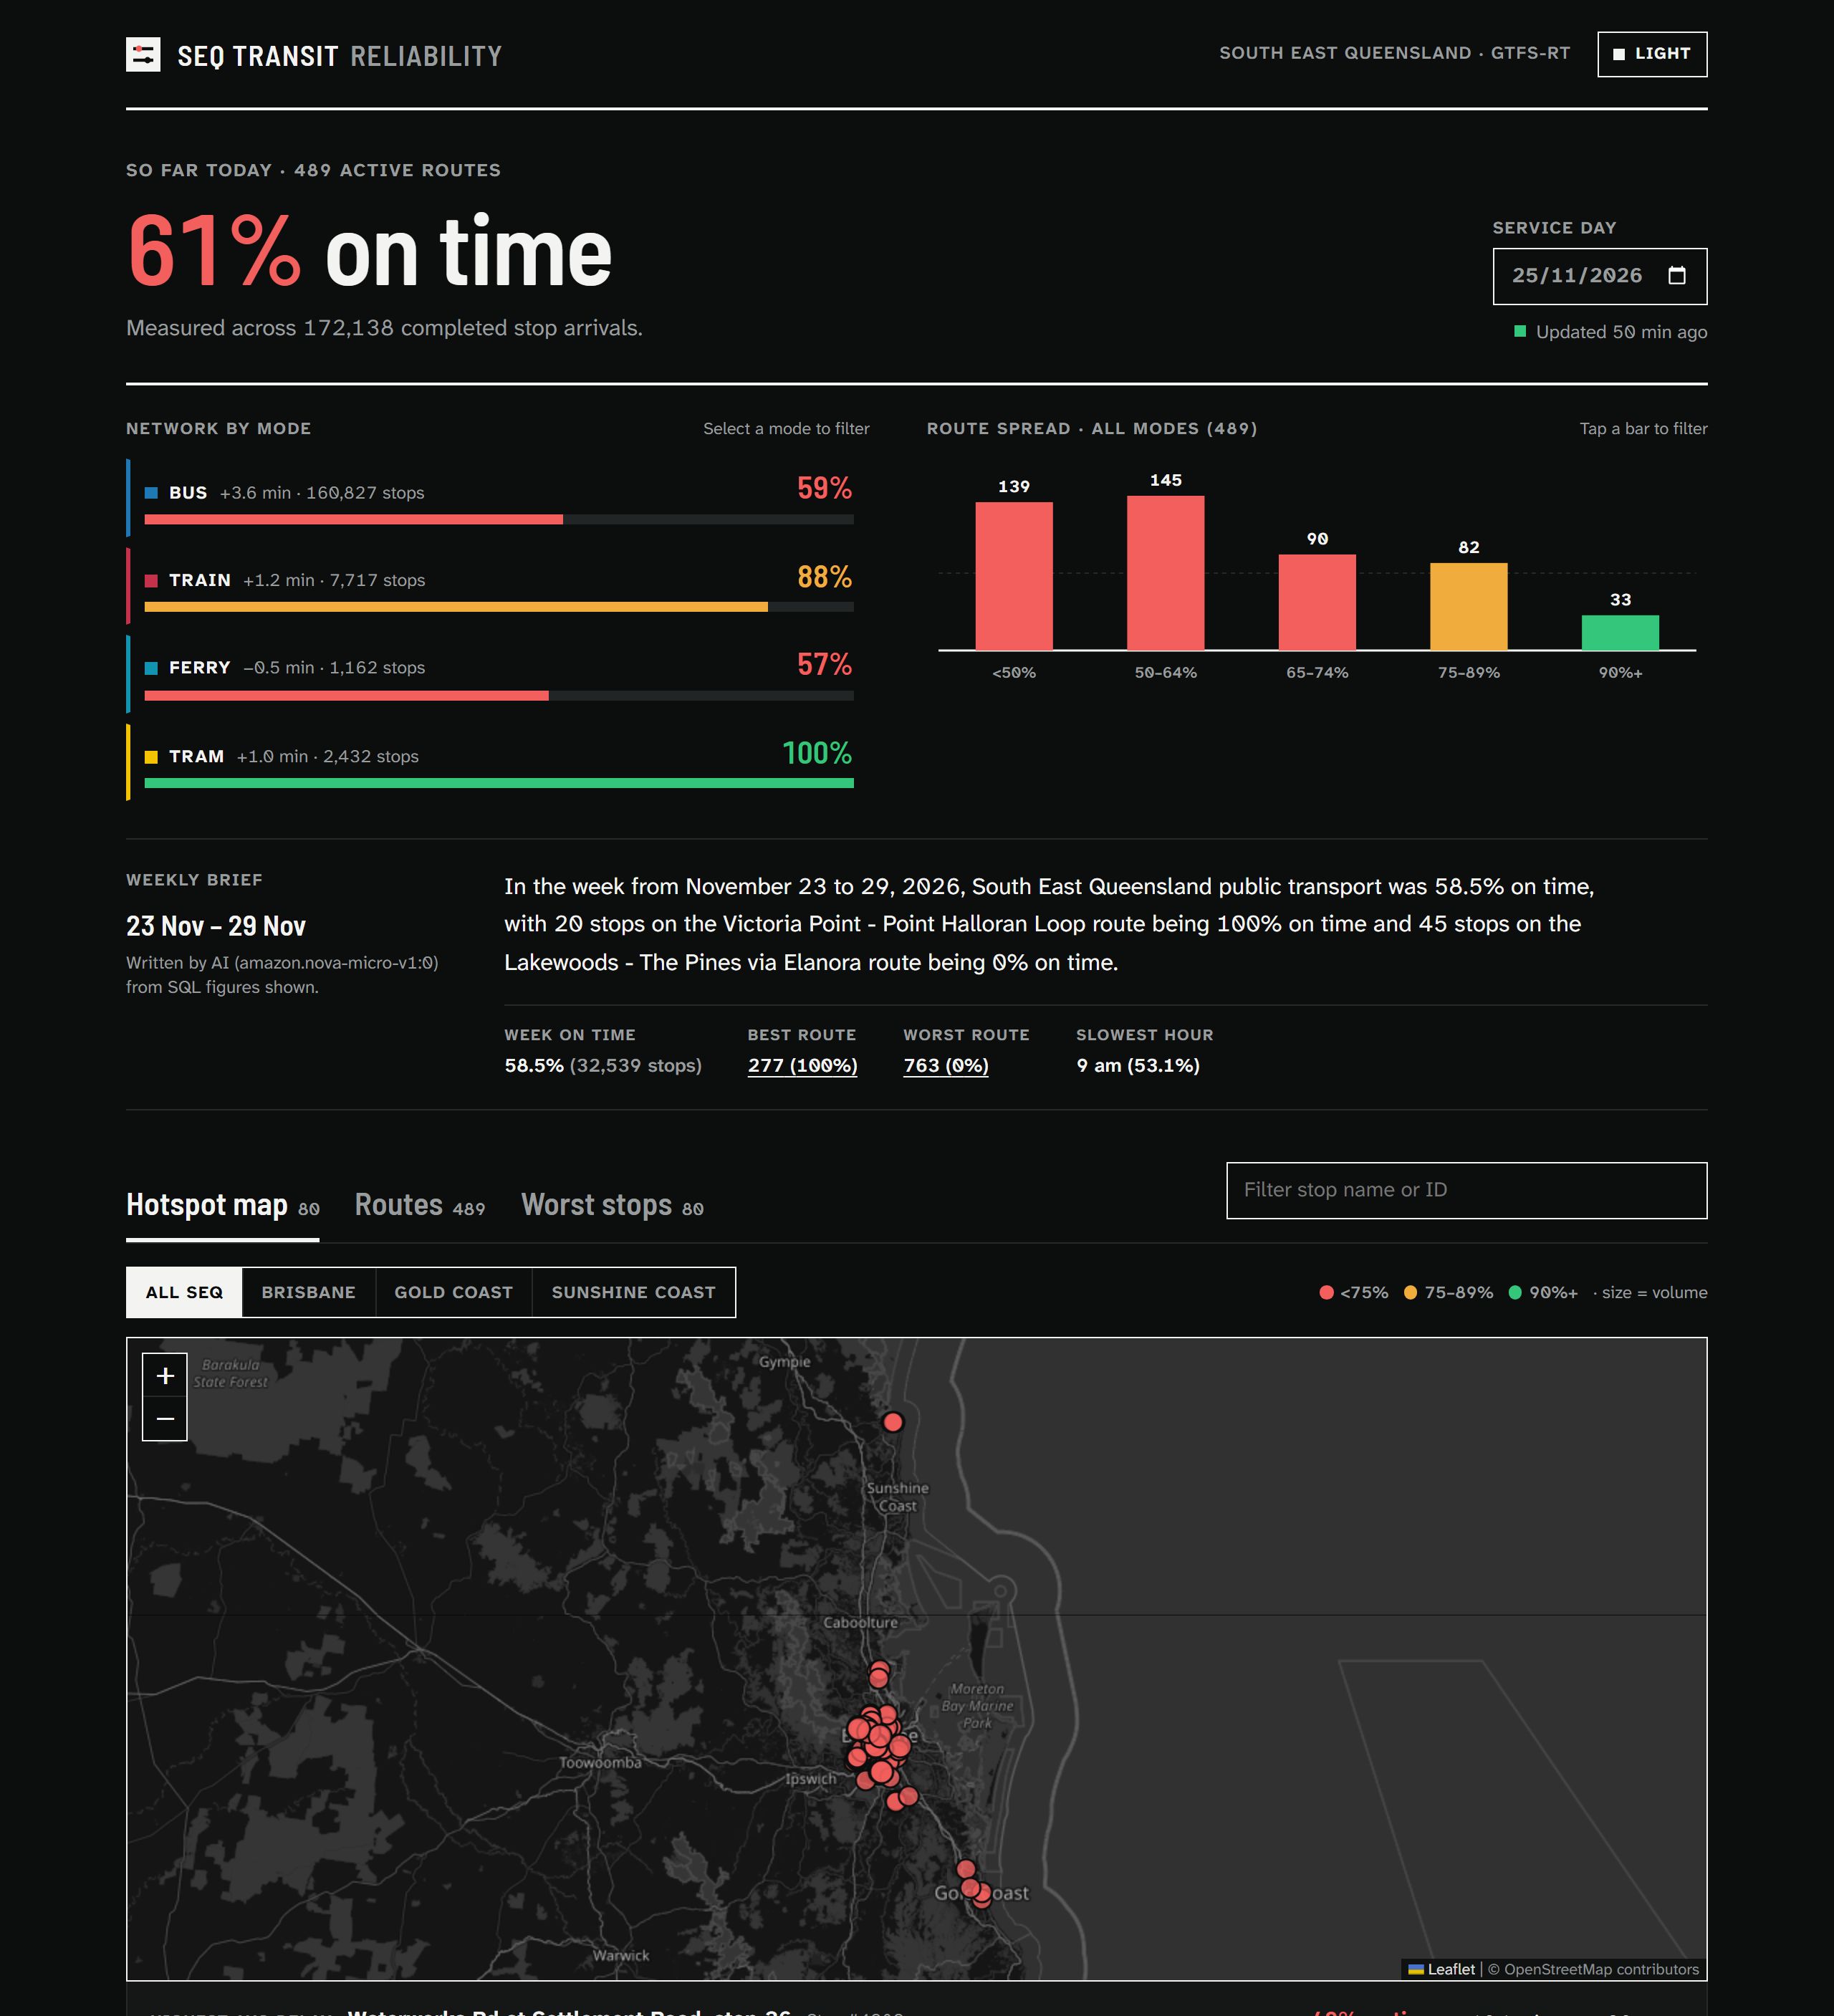 SEQ TRANSIT RELIABILITY
SOUTH EAST QUEENSLAND · GTFS-RT
LIGHT
SO FAR TODAY · 489 ACTIVE ROUTES
61% on time
Measured across 172,138 completed stop arrivals.
SERVICE DAY
25/11/2026
Updated 50 min ago
NETWORK BY MODE
Select a mode to filter
BUS +3.6 min · 160,827 stops 59%
TRAIN +1.2 min · 7,717 stops 88%
FERRY −0.5 min · 1,162 stops 57%
TRAM +1.0 min · 2,432 stops 100%
ROUTE SPREAD · ALL MODES (489)
Tap a bar to filter
139 145 90 82 33
<50% 50–64% 65–74% 75–89% 90%+
WEEKLY BRIEF
23 Nov – 29 Nov
Written by AI (amazon.nova-micro-v1:0)
from SQL figures shown.
In the week from November 23 to 29, 2026, South East Queensland public transport was 58.5% on time,
with 20 stops on the Victoria Point - Point Halloran Loop route being 100% on time and 45 stops on the
Lakewoods - The Pines via Elanora route being 0% on time.
WEEK ON TIME BEST ROUTE WORST ROUTE SLOWEST HOUR
58.5% (32,539 stops) 277 (100%) 763 (0%) 9 am (53.1%)
Hotspot map 80 Routes 489 Worst stops 80
Filter stop name or ID
ALL SEQ BRISBANE GOLD COAST SUNSHINE COAST
<75% 75–89% 90%+ · size = volume
+
−
Barakula
State Forest
Gympie
Sunshine
Coast
Caboolture
Moreton
Bay Marine
Park
Toowoomba
Ipswich
Warwick
Leaflet | © OpenStreetMap contributors